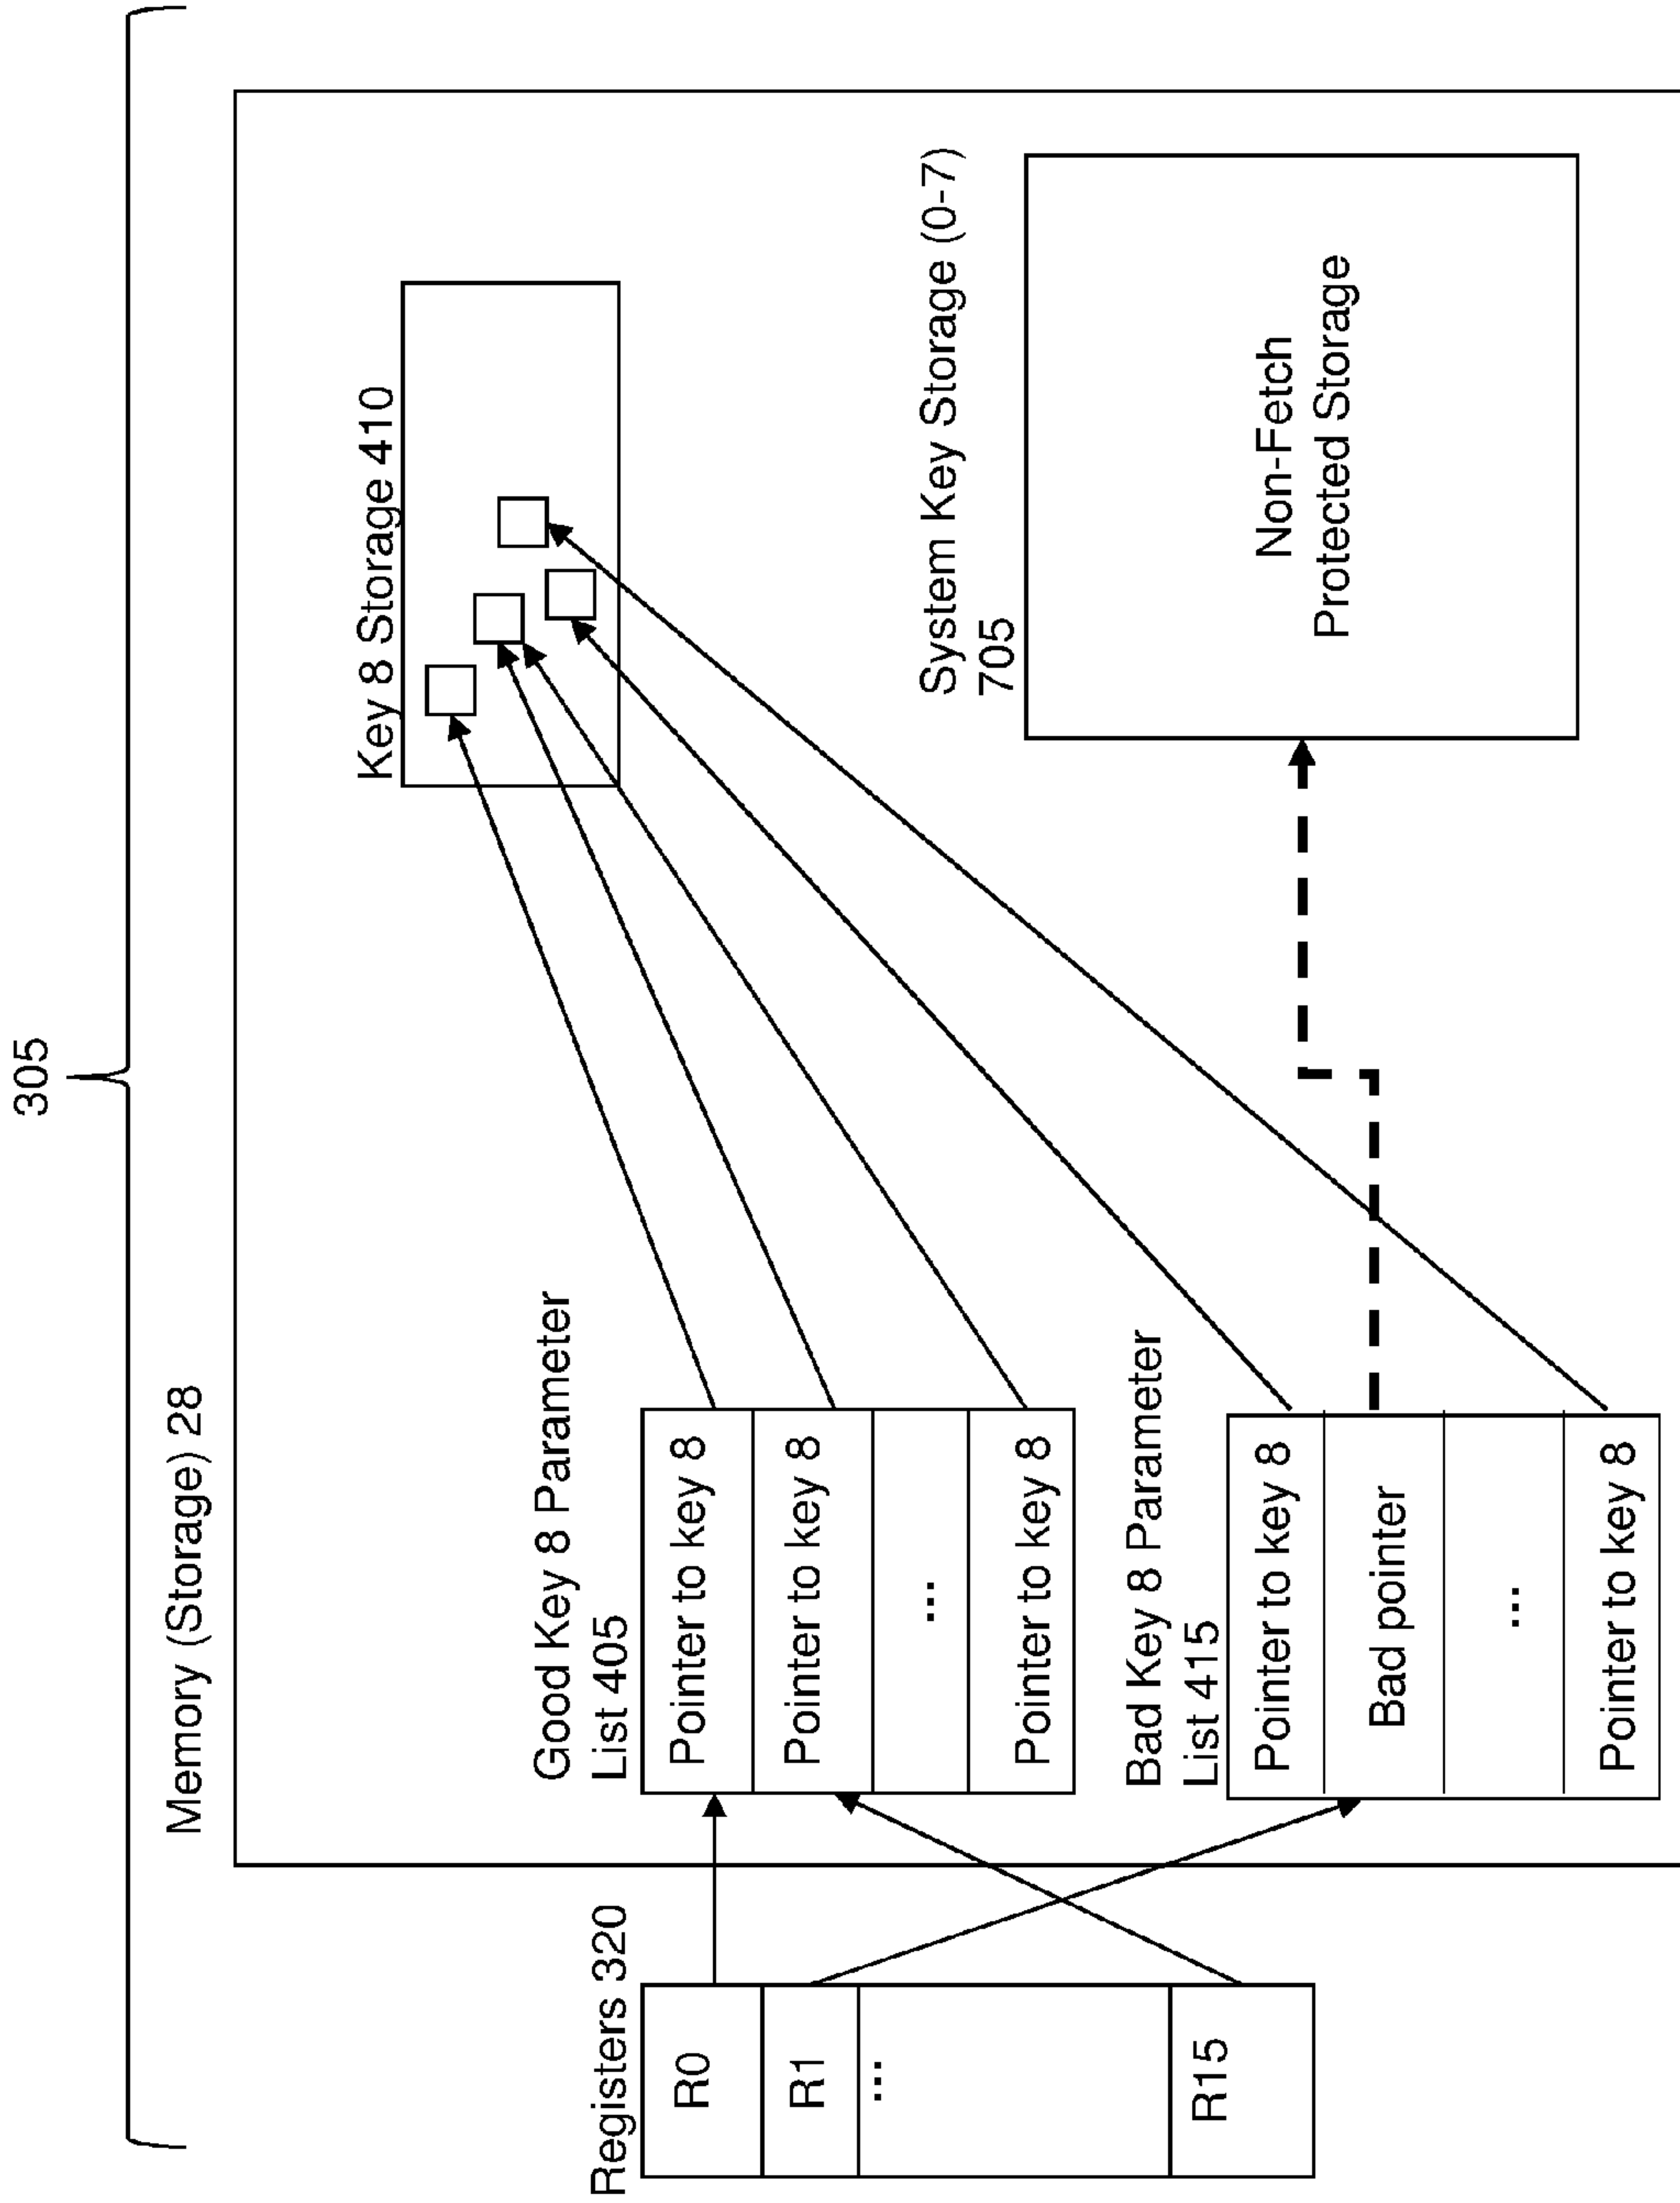 305
Memory (Storage) 28
Registers 320
R0
R1
...
R15
Good Key 8 Parameter
List 405
Pointer to key 8
Pointer to key 8
...
Pointer to key 8
Bad Key 8 Parameter
List 415
Pointer to key 8
Bad pointer
...
Pointer to key 8
Key 8 Storage 410
System Key Storage (0-7)
705
Non-Fetch
Protected Storage